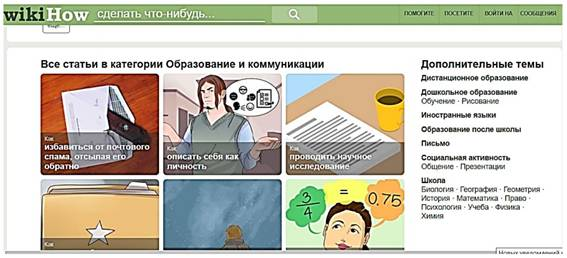 wikiHow сделать что-нибудь... ПОМОГИТЕ ПОСЕТИТЕ ВОЙТИ НА СООБЩЕНИЯ
Все статьи в категории Образование и коммуникации
Как
избавиться от почтового
спама, отсылая его
обратно
Как
описать себя как
личность
Как
проводить научное
исследование
Как
3/4 = 0.75
Дополнительные темы
Дистанционное образование
Дошкольное образование
Обучение · Рисование
Иностранные языки
Образование после школы
Письмо
Социальная активность
Общение · Презентации
Школа
Биология · География · Геометрия ·
История · Математика · Право ·
Психология · Учеба · Физика ·
Химия